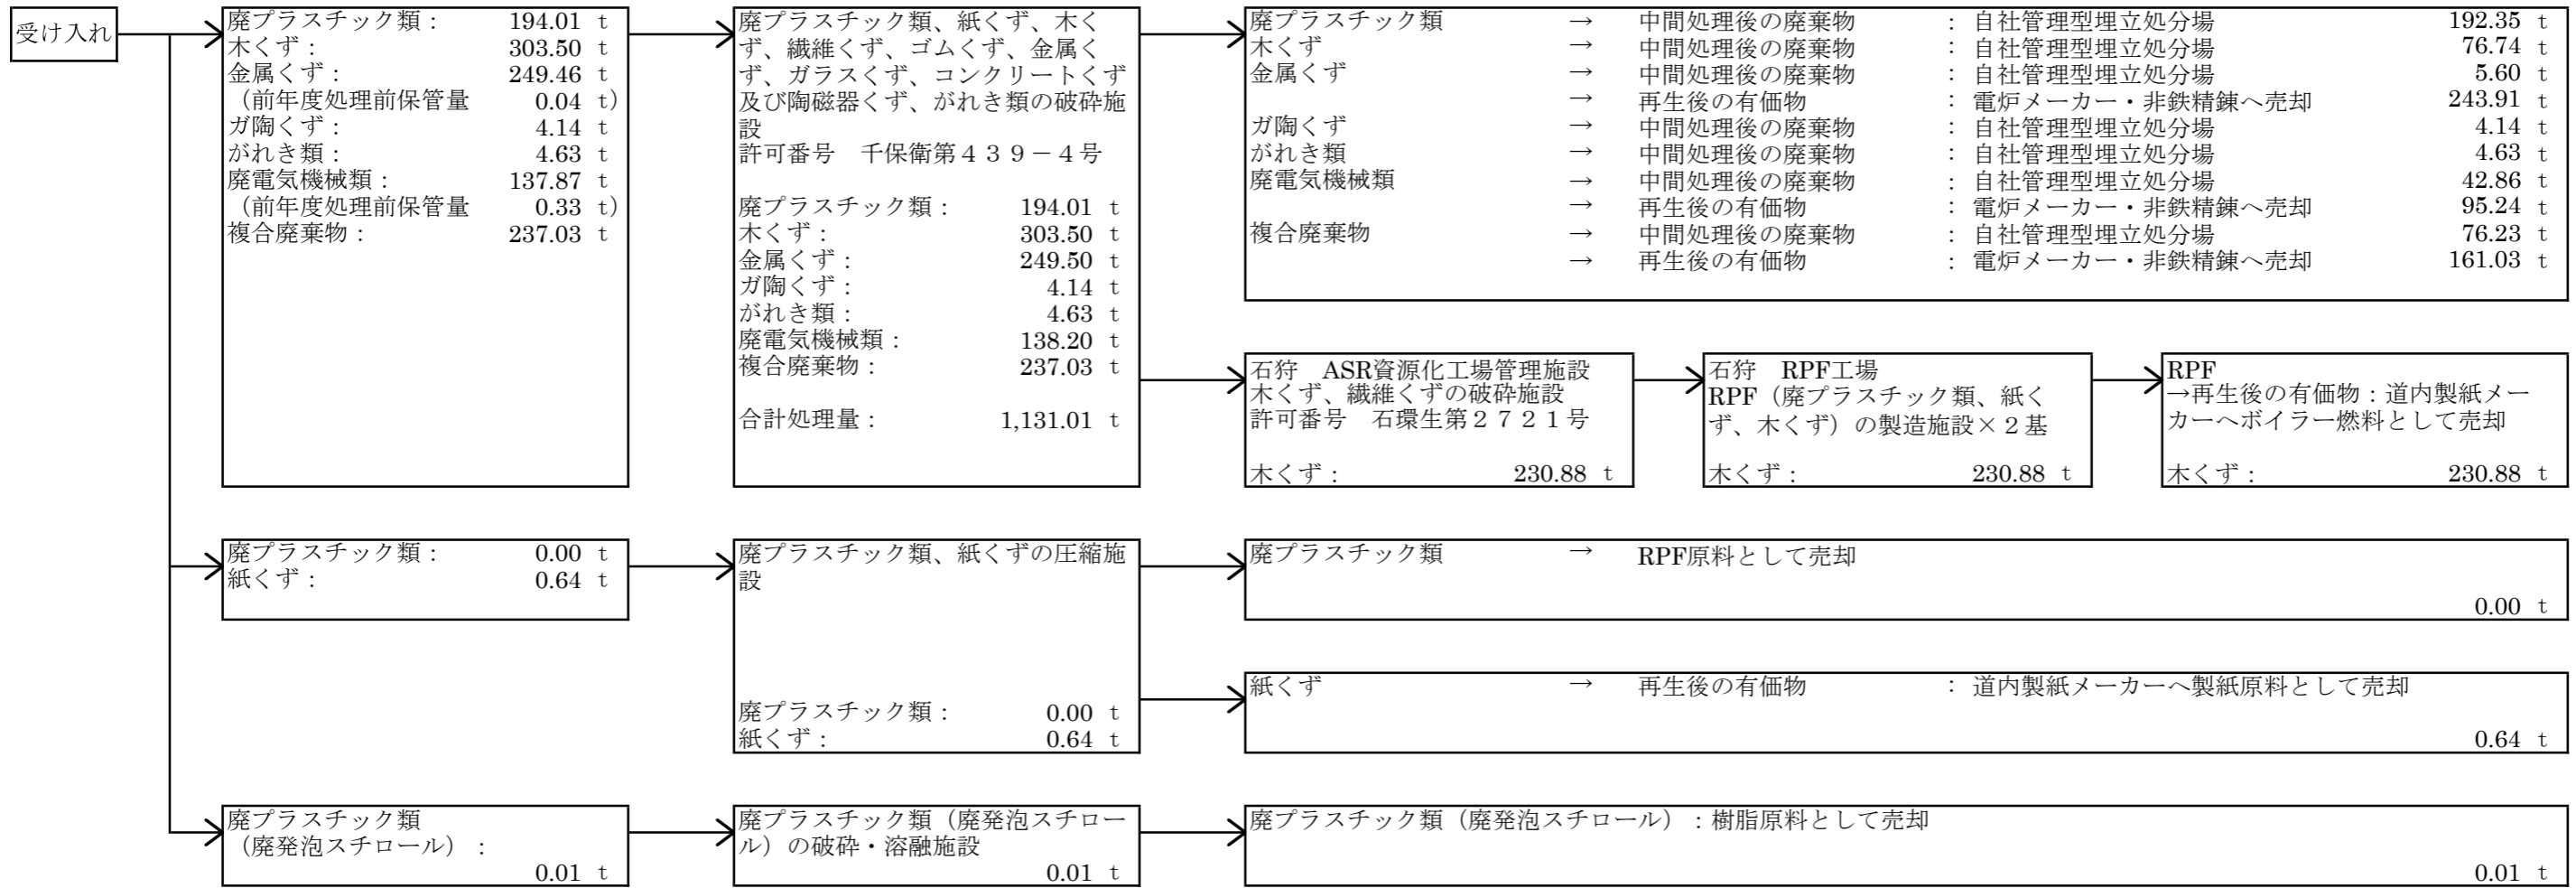 受け入れ
廃プラスチック類： 194.01 t
木くず： 303.50 t
金属くず： 249.46 t
（前年度処理前保管量 0.04 t）
ガ陶くず： 4.14 t
がれき類： 4.63 t
廃電気機械類： 137.87 t
（前年度処理前保管量 0.33 t）
複合廃棄物： 237.03 t
廃プラスチック類、紙くず、木く
ず、繊維くず、ゴムくず、金属く
ず、ガラスくず、コンクリートくず
及び陶磁器くず、がれき類の破砕施
設
許可番号　千保衛第４３９－４号
廃プラスチック類： 194.01 t
木くず： 303.50 t
金属くず： 249.50 t
ガ陶くず： 4.14 t
がれき類： 4.63 t
廃電気機械類： 138.20 t
複合廃棄物： 237.03 t
合計処理量： 1,131.01 t
廃プラスチック類 → 中間処理後の廃棄物 ： 自社管理型埋立処分場 192.35 t
木くず → 中間処理後の廃棄物 ： 自社管理型埋立処分場 76.74 t
金属くず → 中間処理後の廃棄物 ： 自社管理型埋立処分場 5.60 t
→ 再生後の有価物 ： 電炉メーカー・非鉄精錬へ売却 243.91 t
ガ陶くず → 中間処理後の廃棄物 ： 自社管理型埋立処分場 4.14 t
がれき類 → 中間処理後の廃棄物 ： 自社管理型埋立処分場 4.63 t
廃電気機械類 → 中間処理後の廃棄物 ： 自社管理型埋立処分場 42.86 t
→ 再生後の有価物 ： 電炉メーカー・非鉄精錬へ売却 95.24 t
複合廃棄物 → 中間処理後の廃棄物 ： 自社管理型埋立処分場 76.23 t
→ 再生後の有価物 ： 電炉メーカー・非鉄精錬へ売却 161.03 t
石狩　ASR資源化工場管理施設
木くず、繊維くずの破砕施設
許可番号　石環生第２７２１号
木くず： 230.88 t
石狩　RPF工場
RPF（廃プラスチック類、紙く
ず、木くず）の製造施設×２基
木くず： 230.88 t
RPF
→再生後の有価物：道内製紙メー
カーへボイラー燃料として売却
木くず： 230.88 t
廃プラスチック類： 0.00 t
紙くず： 0.64 t
廃プラスチック類、紙くずの圧縮施
設
廃プラスチック類： 0.00 t
紙くず： 0.64 t
廃プラスチック類 → RPF原料として売却
0.00 t
紙くず → 再生後の有価物 ： 道内製紙メーカーへ製紙原料として売却
0.64 t
廃プラスチック類
（廃発泡スチロール）：
0.01 t
廃プラスチック類（廃発泡スチロー
ル）の破砕・溶融施設
0.01 t
廃プラスチック類（廃発泡スチロール）：樹脂原料として売却
0.01 t